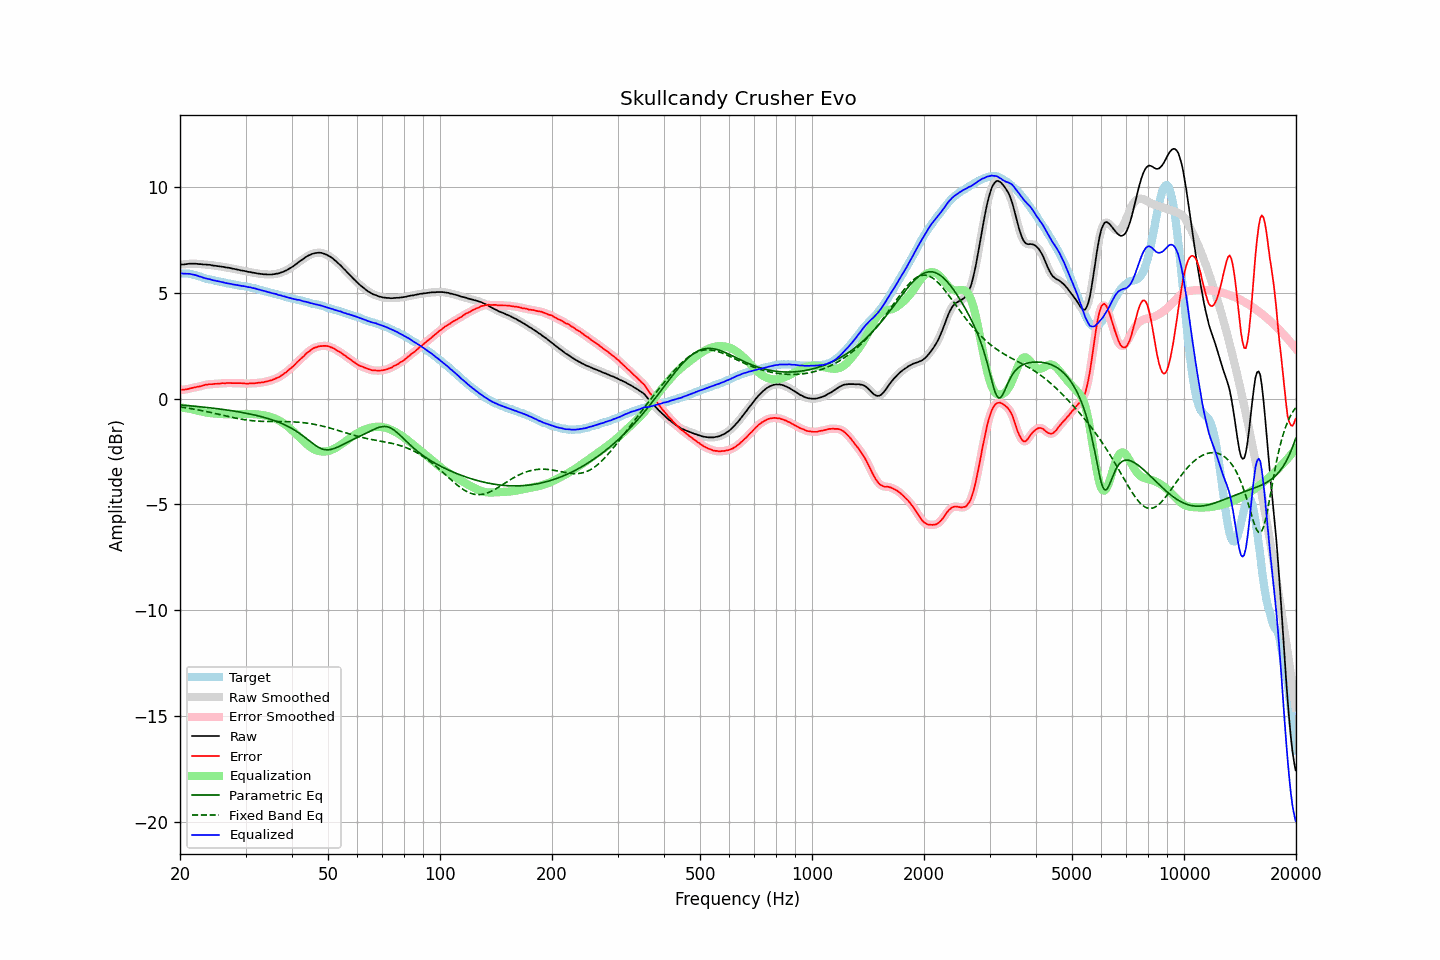 Skullcandy Crusher Evo
Amplitude (dBr)
10
5
0
−5
−10
−15
−20
Target
Raw Smoothed
Error Smoothed
Raw
Error
Equalization
Parametric Eq
Fixed Band Eq
Equalized
20 50 100 200 500 1000 2000 5000 10000 20000
Frequency (Hz)